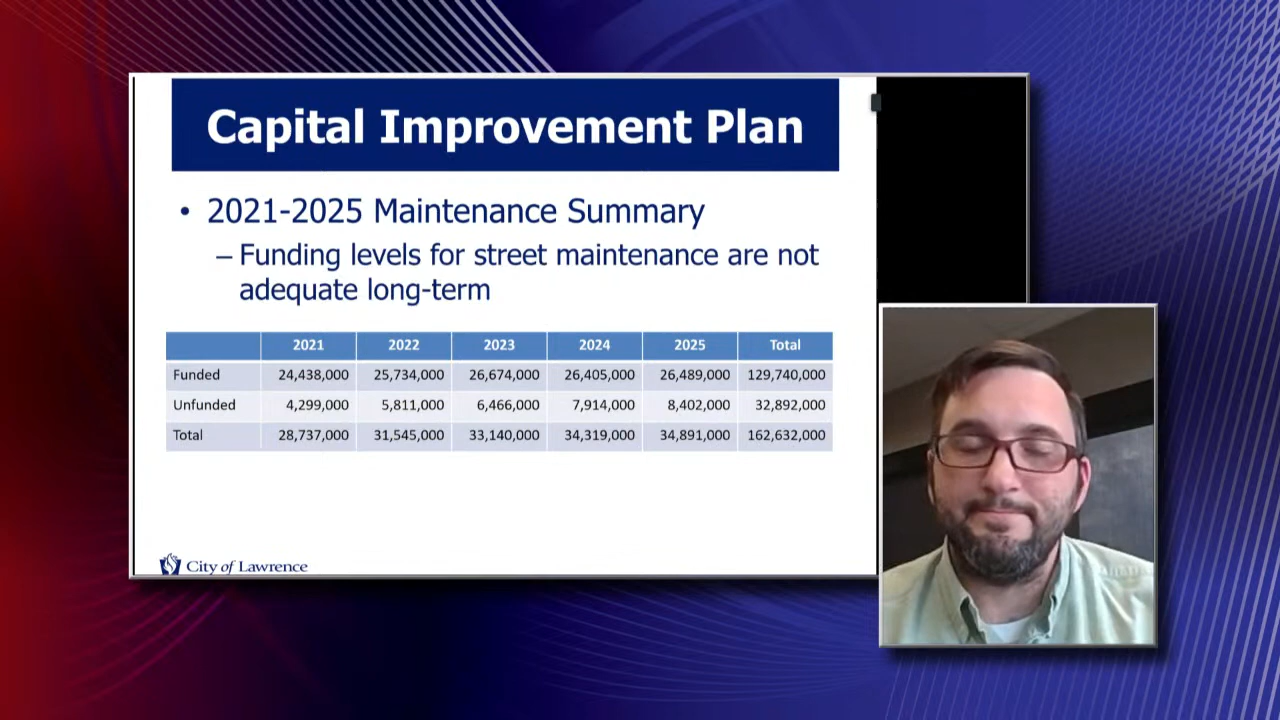 Capital Improvement Plan
• 2021-2025 Maintenance Summary
– Funding levels for street maintenance are not
adequate long-term
2021 2022 2023 2024 2025 Total
Funded 24,438,000 25,734,000 26,674,000 26,405,000 26,489,000 129,740,000
Unfunded 4,299,000 5,811,000 6,466,000 7,914,000 8,402,000 32,892,000
Total 28,737,000 31,545,000 33,140,000 34,319,000 34,891,000 162,632,000
City of Lawrence